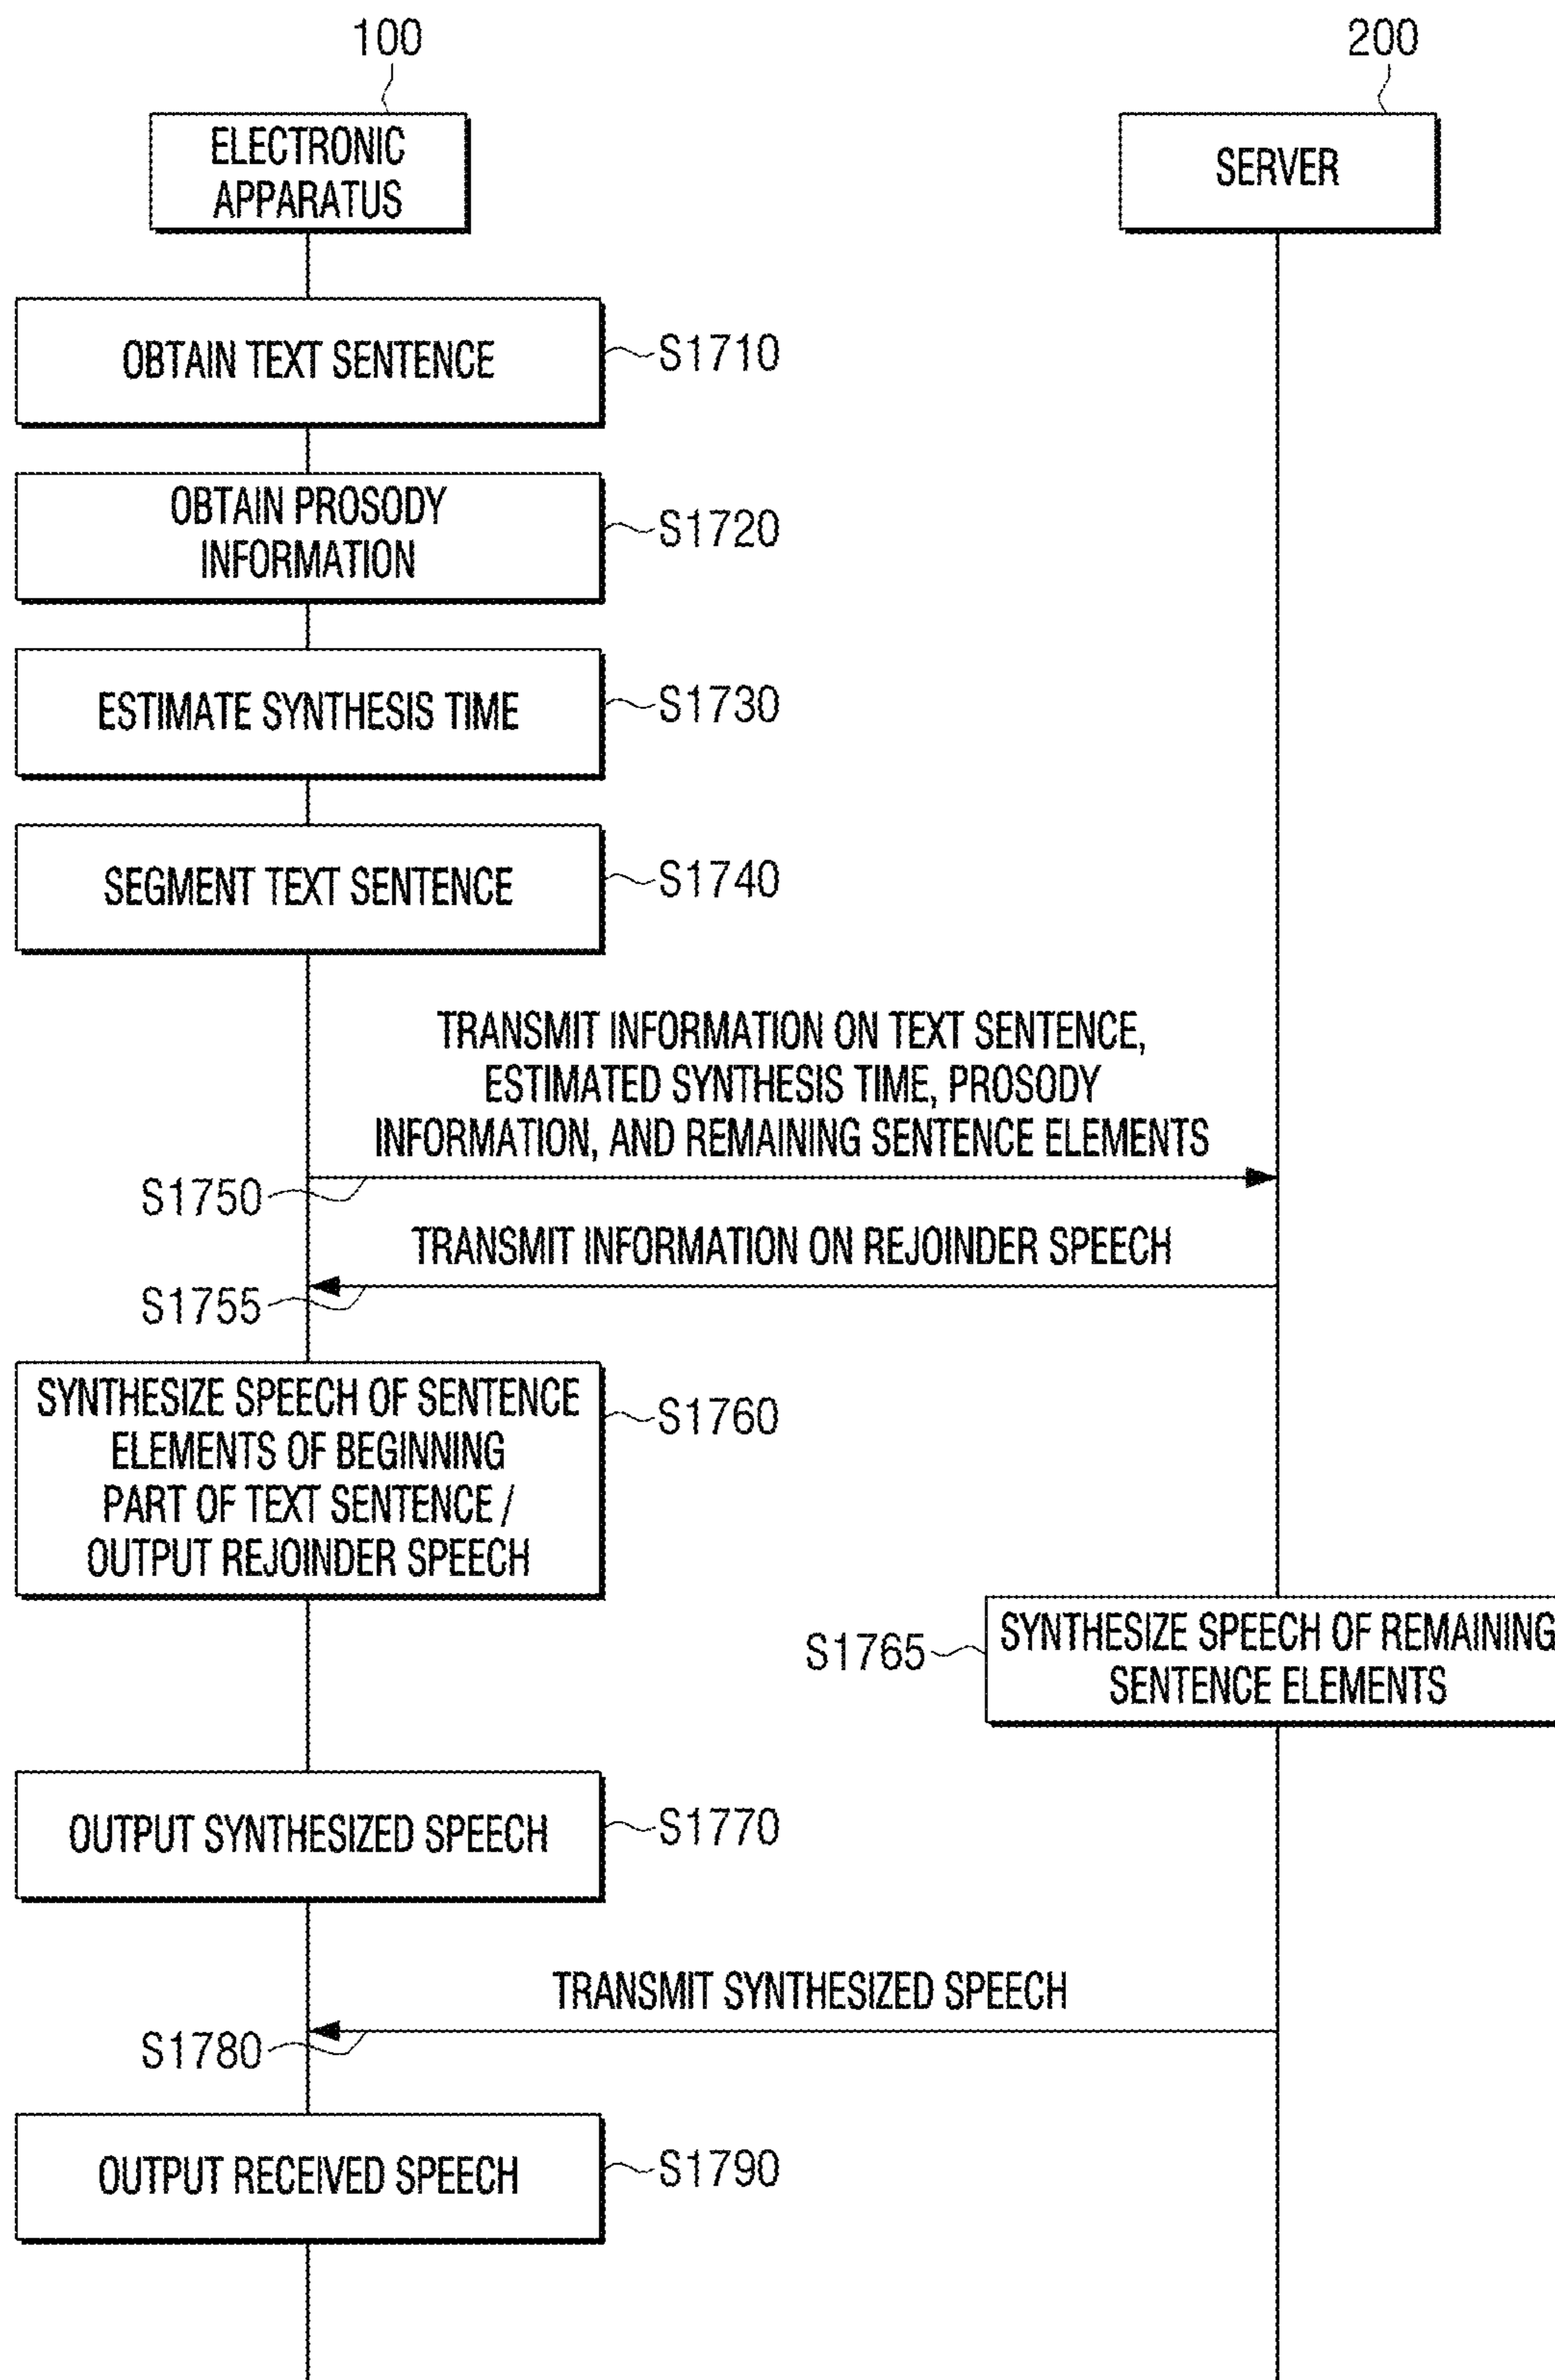 100
200
ELECTRONIC
APPARATUS
SERVER
OBTAIN TEXT SENTENCE
S1710
OBTAIN PROSODY
INFORMATION
S1720
ESTIMATE SYNTHESIS TIME
S1730
SEGMENT TEXT SENTENCE
S1740
TRANSMIT INFORMATION ON TEXT SENTENCE,
ESTIMATED SYNTHESIS TIME, PROSODY
INFORMATION, AND REMAINING SENTENCE ELEMENTS
S1750
TRANSMIT INFORMATION ON REJOINDER SPEECH
S1755
SYNTHESIZE SPEECH OF SENTENCE
ELEMENTS OF BEGINNING
PART OF TEXT SENTENCE /
OUTPUT REJOINDER SPEECH
S1760
S1765
SYNTHESIZE SPEECH OF REMAINING
SENTENCE ELEMENTS
OUTPUT SYNTHESIZED SPEECH
S1770
TRANSMIT SYNTHESIZED SPEECH
S1780
OUTPUT RECEIVED SPEECH
S1790